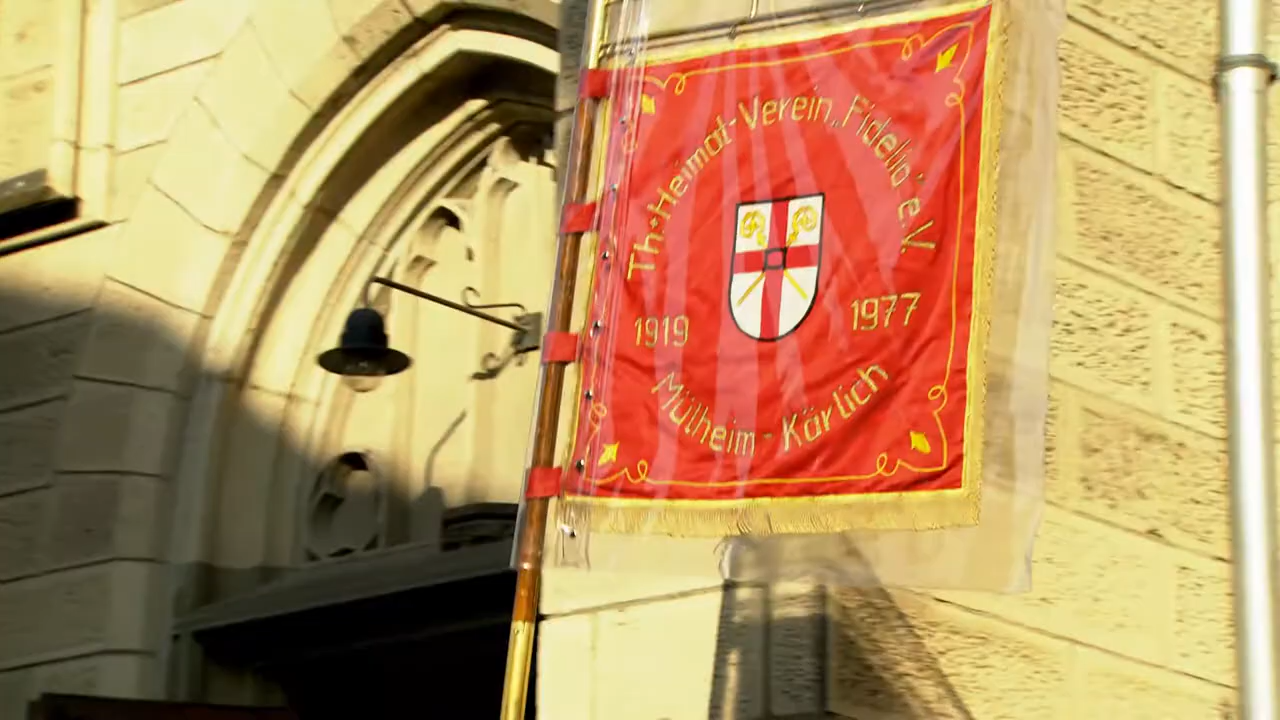 Th.-Heimat-Verein „Fidelio“ e.V.
1919 1977
Mülheim - Kärlich